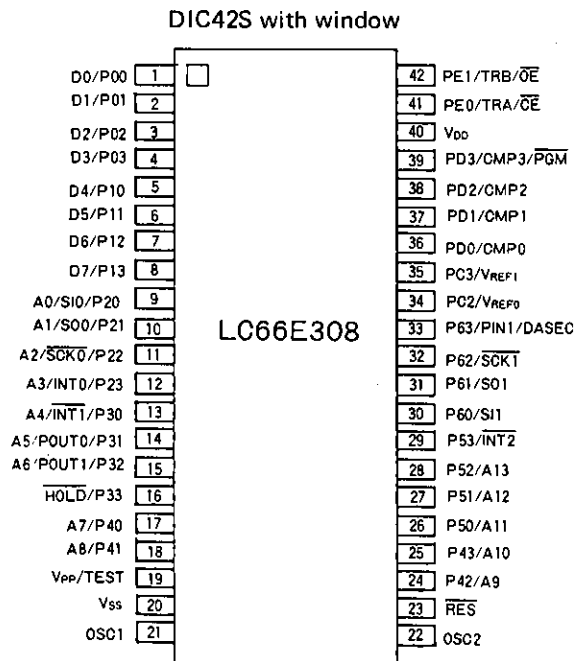 DIC42S with window
D0/P00 1
D1/P01 2
D2/P02 3
D3/P03 4
D4/P10 5
D5/P11 6
D6/P12 7
D7/P13 8
A0/SI0/P20 9
A1/SO0/P21 10
A2/SCK0/P22 11
A3/INT0/P23 12
A4/INT1/P30 13
A5/POUT0/P31 14
A6/POUT1/P32 15
HOLD/P33 16
A7/P40 17
A8/P41 18
VPP/TEST 19
VSS 20
OSC1 21
LC66E308
42 PE1/TRB/OE
41 PE0/TRA/CE
40 VDD
39 PD3/CMP3/PGM
38 PD2/CMP2
37 PD1/CMP1
36 PD0/CMP0
35 PC3/VREF1
34 PC2/VREF0
33 P63/PIN1/DASEC
32 P62/SCK1
31 P61/SO1
30 P60/SI1
29 P53/INT2
28 P52/A13
27 P51/A12
26 P50/A11
25 P43/A10
24 P42/A9
23 RES
22 OSC2